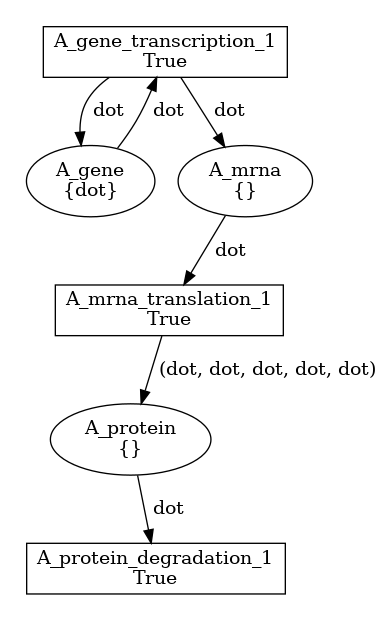 A_gene_transcription_1
True
dot
dot
dot
A_gene
{dot}
A_mrna
{}
dot
A_mrna_translation_1
True
(dot, dot, dot, dot, dot)
A_protein
{}
dot
A_protein_degradation_1
True